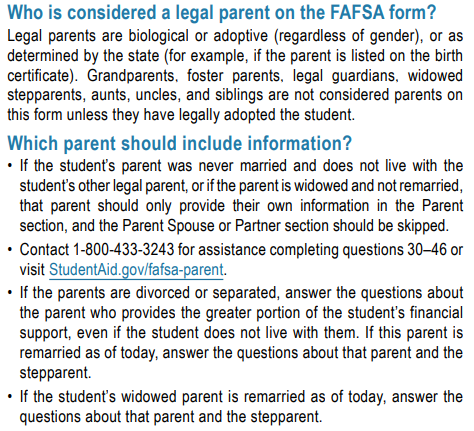 Who is considered a legal parent on the FAFSA form?
Legal parents are biological or adoptive (regardless of gender), or as
determined by the state (for example, if the parent is listed on the birth
certificate). Grandparents, foster parents, legal guardians, widowed
stepparents, aunts, uncles, and siblings are not considered parents on
this form unless they have legally adopted the student.
Which parent should include information?
• If the student’s parent was never married and does not live with the
student’s other legal parent, or if the parent is widowed and not remarried,
that parent should only provide their own information in the Parent
section, and the Parent Spouse or Partner section should be skipped.
• Contact 1-800-433-3243 for assistance completing questions 30–46 or
visit StudentAid.gov/fafsa-parent.
• If the parents are divorced or separated, answer the questions about
the parent who provides the greater portion of the student’s financial
support, even if the student does not live with them. If this parent is
remarried as of today, answer the questions about that parent and the
stepparent.
• If the student’s widowed parent is remarried as of today, answer the
questions about that parent and the stepparent.